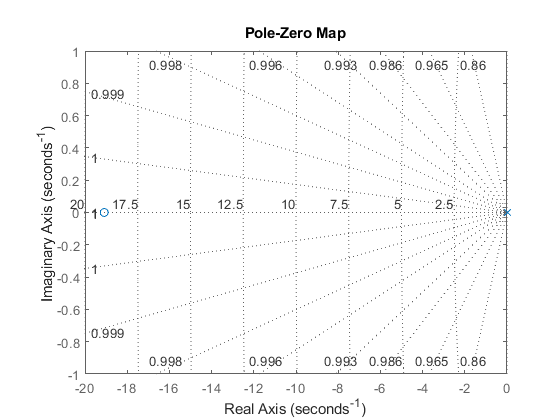 Pole-Zero Map
1
0.998 0.996 0.993 0.986 0.965 0.86
0.8
0.999
0.6
0.4
1
0.2
20 17.5 15 12.5 10 7.5 5 2.5
0
1
-0.2
1
-0.4
-0.6
0.999
-0.8
0.998 0.996 0.993 0.986 0.965 0.86
-1
-20 -18 -16 -14 -12 -10 -8 -6 -4 -2 0
Real Axis (seconds⁻¹)
Imaginary Axis (seconds⁻¹)